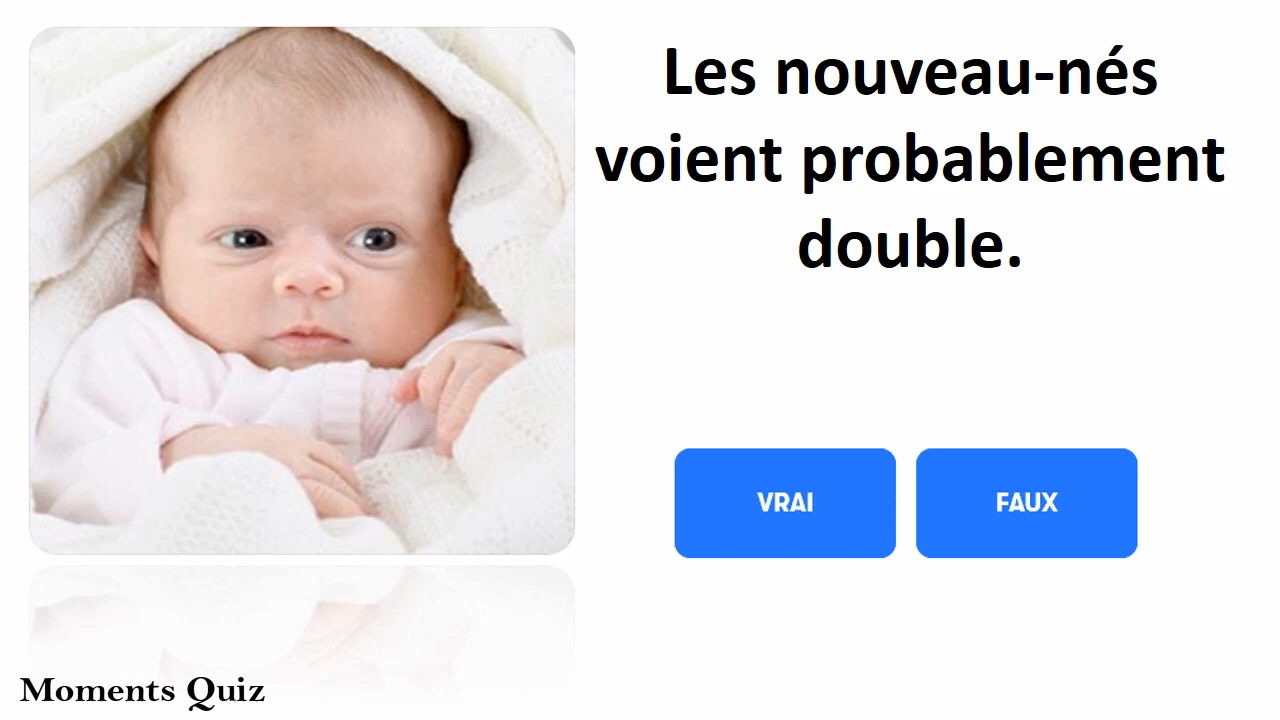 Les nouveau-nés
voient probablement
double.
VRAI
FAUX
Moments Quiz